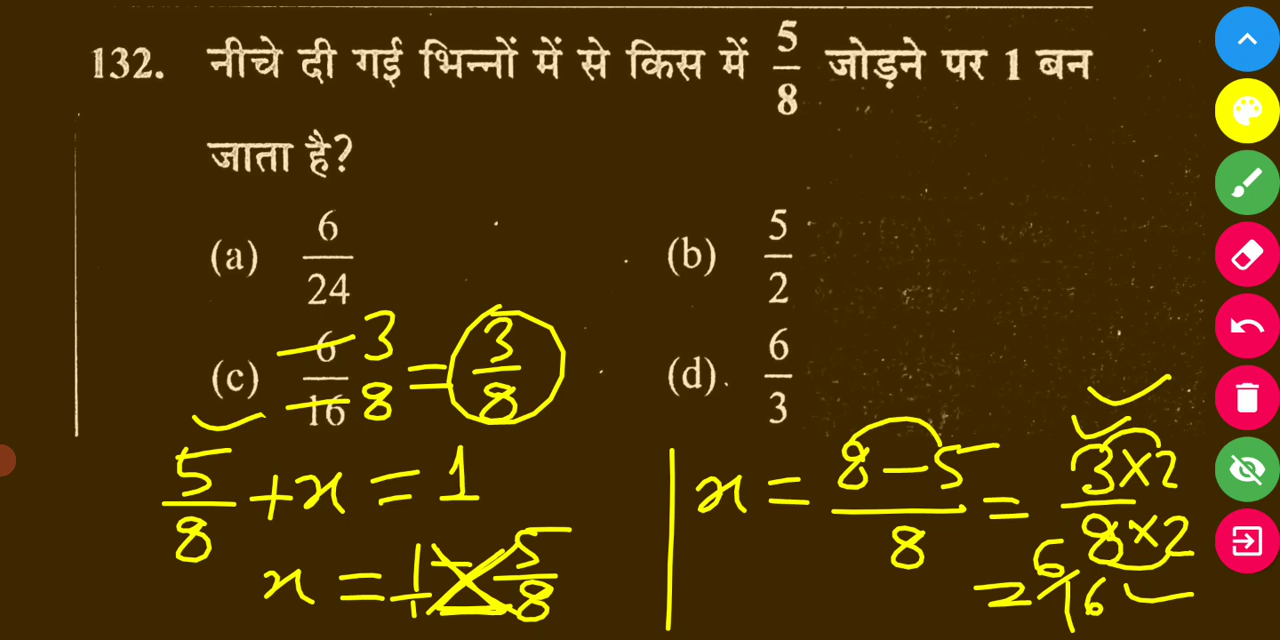 132. नीचे दी गई भिन्नों में से किस में 5/8 जोड़ने पर 1 बन
जाता है?
(a) 6/24
(b) 5/2
(c) 6/16 3/8 = 3/8
(d). 6/3
5/8 + x = 1
x = 1/1 - 5/8
x = 8-5/8 = 3×2/8×2
= 6/16